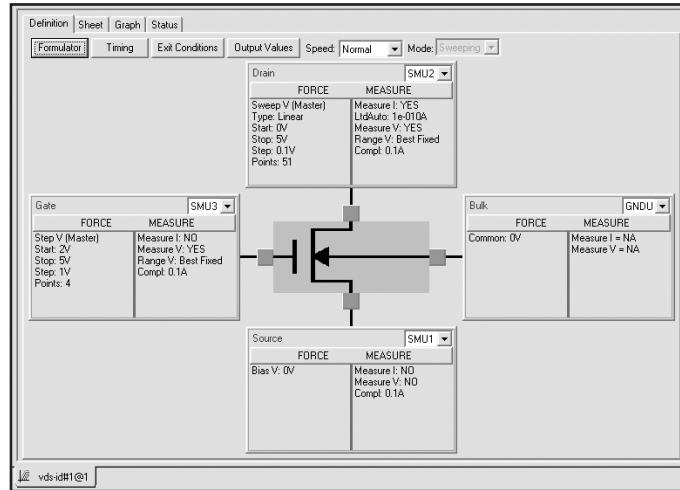 Definition Sheet Graph Status
Formulator Timing Exit Conditions Output Values Speed: Normal Mode: Sweeping
Drain SMU2
FORCE MEASURE
Sweep V (Master) Measure I: YES
Type: Linear LtdAuto: 1e-010A
Start: 0V Measure V: YES
Stop: 5V Range V: Best Fixed
Step: 0.1V Compl: 0.1A
Points: 51
Gate SMU3
FORCE MEASURE
Step V (Master) Measure I: NO
Start: 2V Measure V: YES
Stop: 5V Range V: Best Fixed
Step: 1V Compl: 0.1A
Points: 4
Bulk GNDU
FORCE MEASURE
Common: 0V Measure I = NA
Measure V = NA
Source SMU1
FORCE MEASURE
Bias V: 0V Measure I: NO
Measure V: NO
Compl: 0.1A
vds-id#1@1